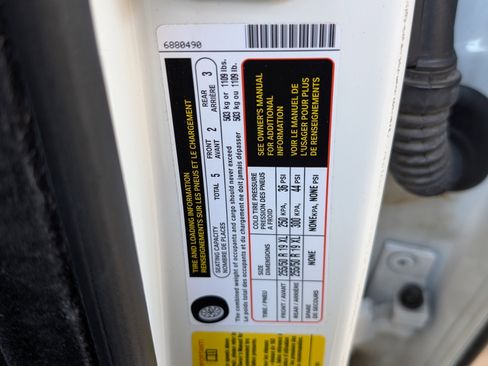 6880490
TIRE AND LOADING INFORMATION
RENSEIGNEMENTS SUR LES PNEUS ET LE CHARGEMENT
SEATING CAPACITY
NOMBRE DE PLACES
TOTAL 5
FRONT
AVANT 2
REAR
ARRIÈRE 3
The combined weight of occupants and cargo should never exceed 503 kg or 1109 lbs.
Le poids total des occupants et du chargement ne doit jamais dépasser 503 kg ou 1109 lb.
TIRE / PNEU
SIZE
DIMENSIONS
COLD TIRE PRESSURE
PRESSION DES PNEUS
A FROID
FRONT / AVANT 255/50 R 19 XL 250 KPA, 36 PSI
REAR / ARRIÈRE 255/50 R 19 XL 300 KPA, 44 PSI
SPARE
DE SECOURS
NONE NONE KPA, NONE PSI
SEE OWNER'S MANUAL
FOR ADDITIONAL
INFORMATION
VOIR LE MANUEL DE
L'USAGER POUR PLUS
DE RENSEIGNEMENTS